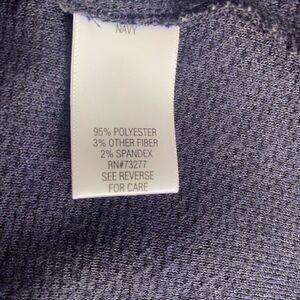 NAVY
95% POLYESTER
3% OTHER FIBER
2% SPANDEX
RN#73277
SEE REVERSE
FOR CARE